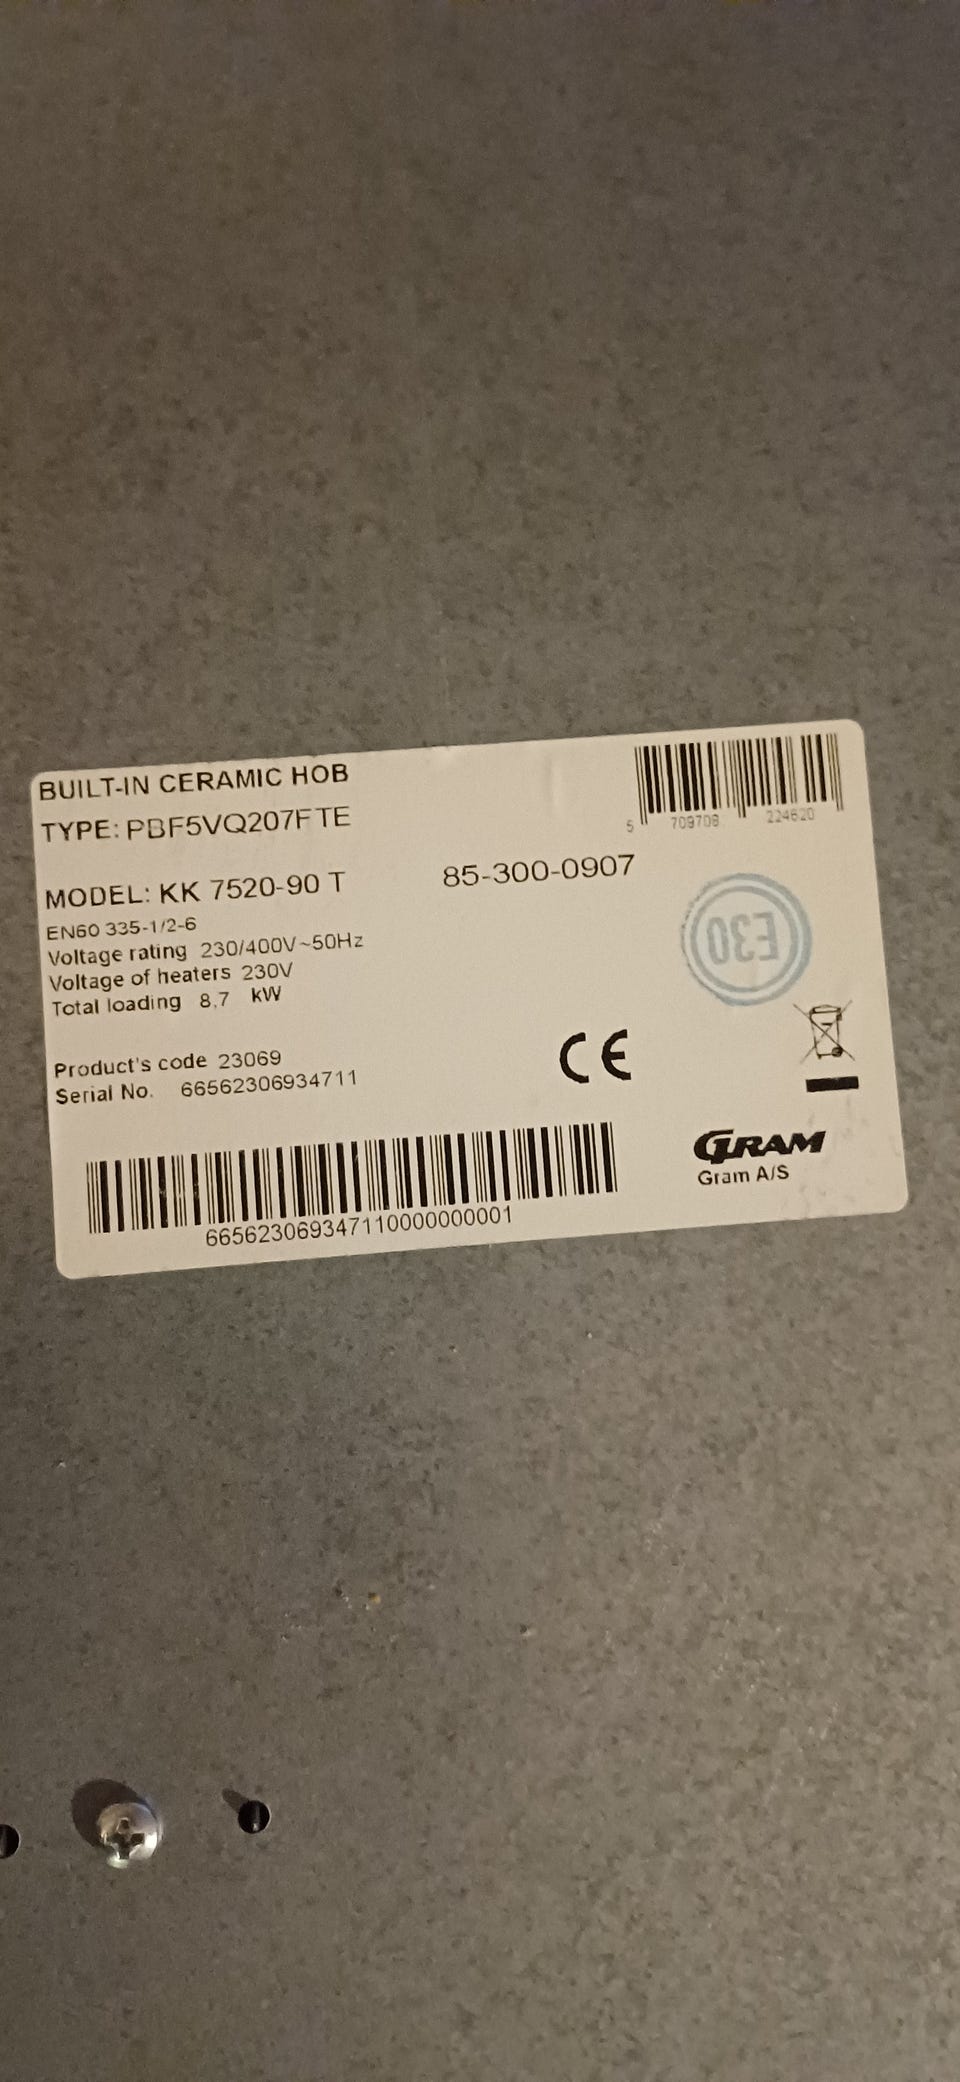 BUILT-IN CERAMIC HOB
TYPE: PBF5VQ207FTE
5 709708 224620
MODEL: KK 7520-90 T 85-300-0907
EN60 335-1/2-6
Voltage rating 230/400V~50Hz
Voltage of heaters 230V
Total loading 8,7 kW
E30
Product's code 23069
Serial No. 66562306934711
CE
GRAM
Gram A/S
665623069347110000000001